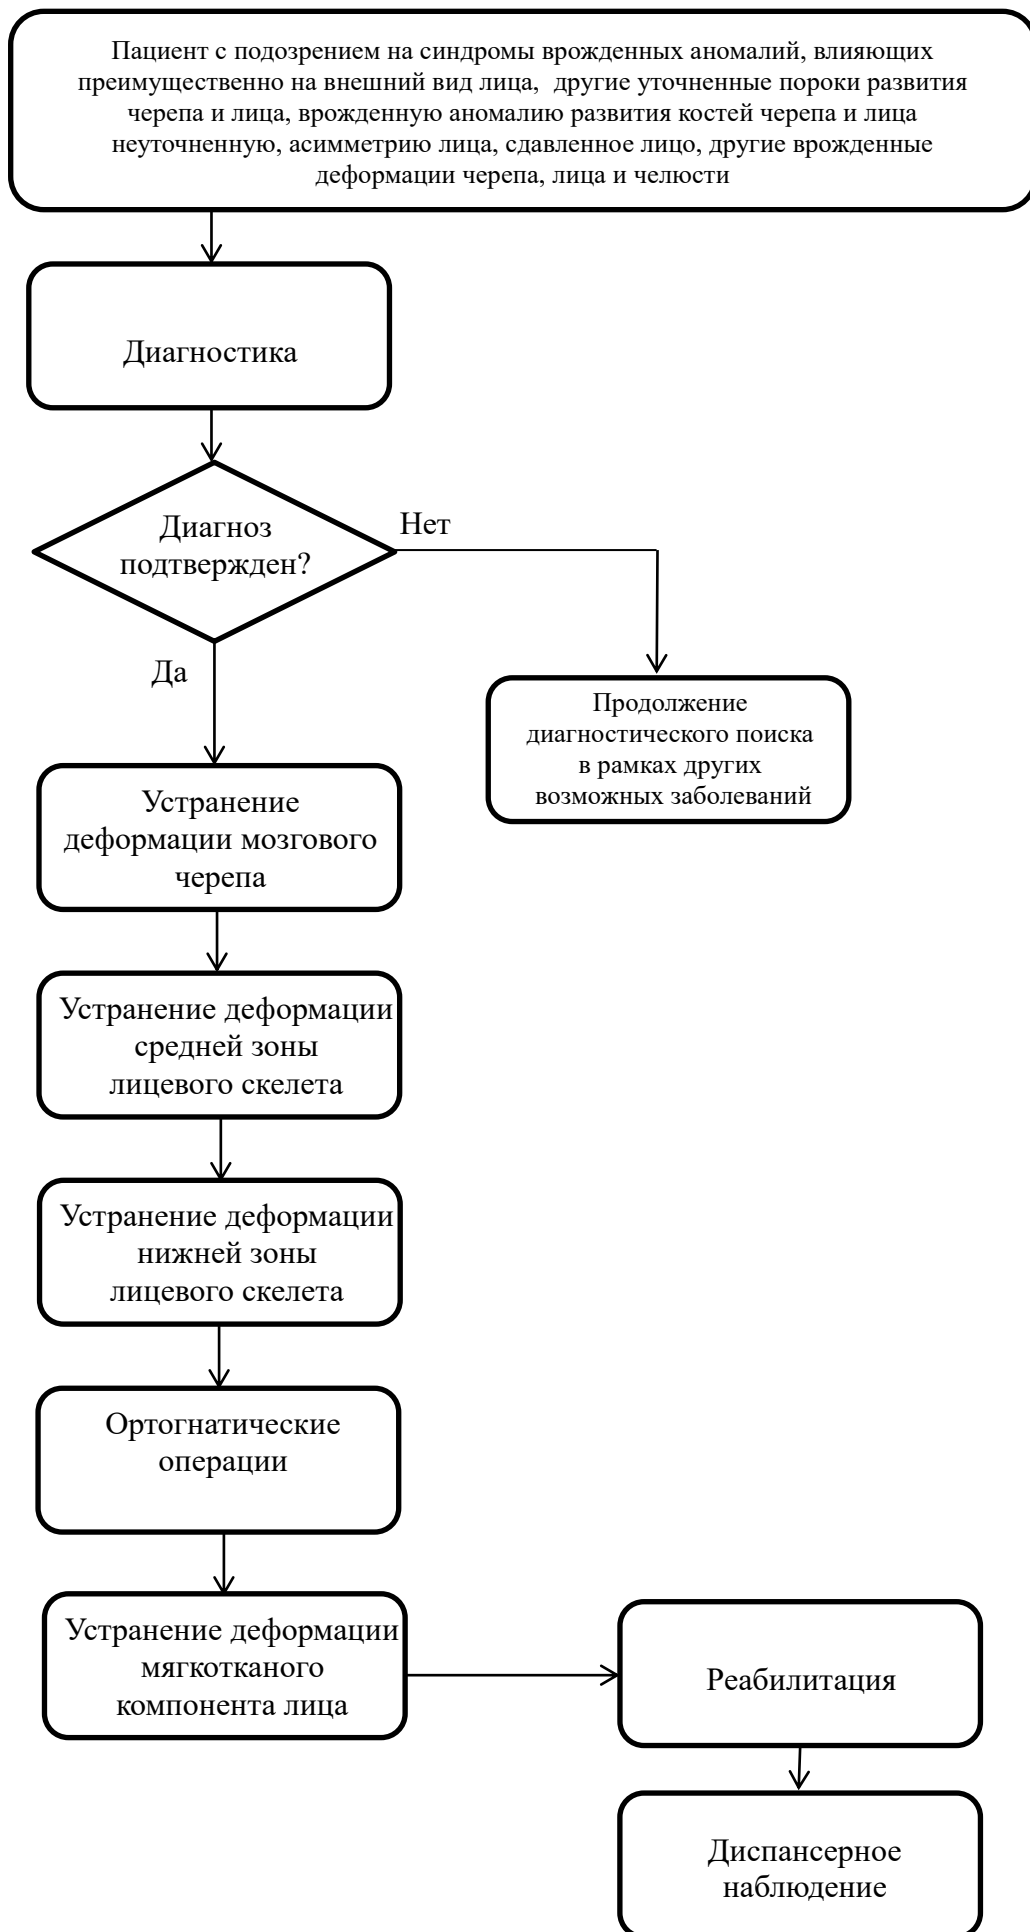 Пациент с подозрением на синдромы врожденных аномалий, влияющих
преимущественно на внешний вид лица, другие уточненные пороки развития
черепа и лица, врожденную аномалию развития костей черепа и лица
неуточненную, асимметрию лица, сдавленное лицо, другие врожденные
деформации черепа, лица и челюсти
Диагностика
Диагноз
подтвержден?
Нет
Да
Продолжение
диагностического поиска
в рамках других
возможных заболеваний
Устранение
деформации мозгового
черепа
Устранение деформации
средней зоны
лицевого скелета
Устранение деформации
нижней зоны
лицевого скелета
Ортогнатические
операции
Устранение деформации
мягкотканого
компонента лица
Реабилитация
Диспансерное
наблюдение